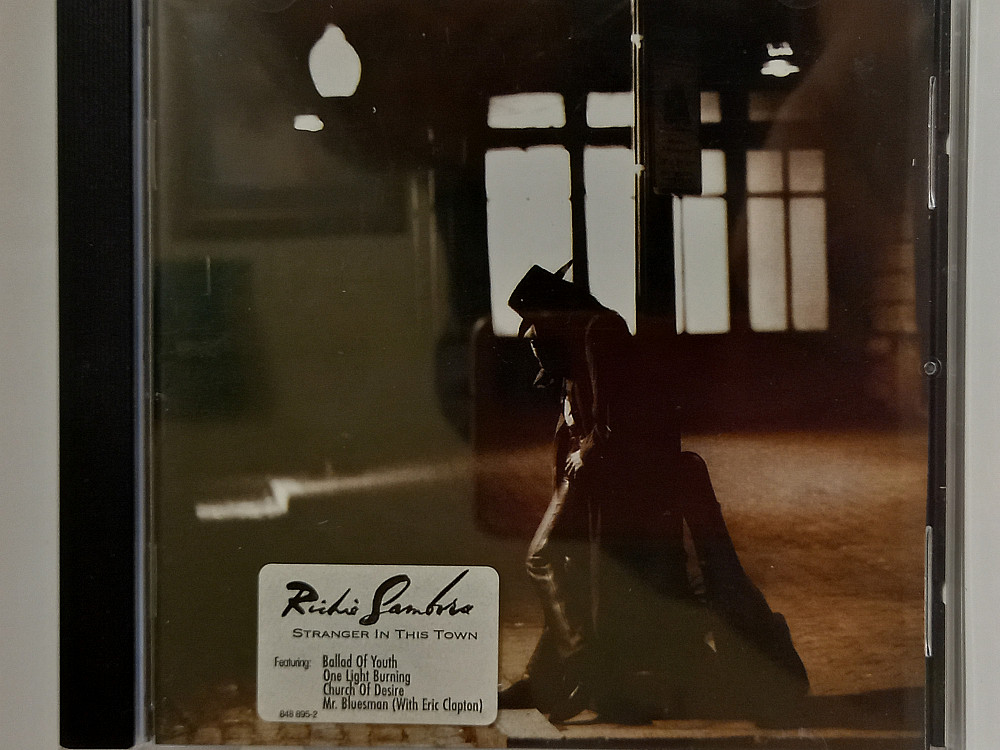 Richie Sambora
STRANGER IN THIS TOWN
Featuring: Ballad Of Youth
One Light Burning
Church Of Desire
Mr. Bluesman (With Eric Clapton)
848 895-2